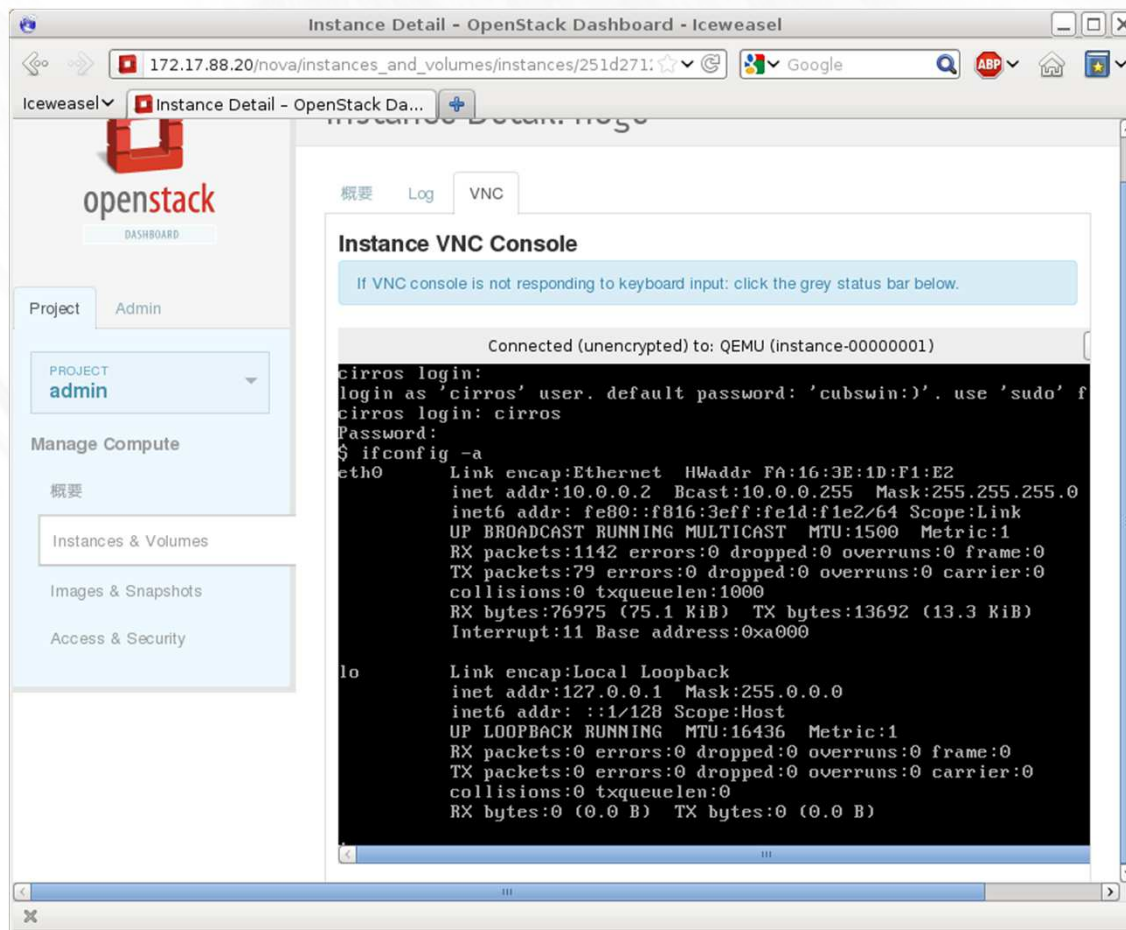 Instance Detail - OpenStack Dashboard - Iceweasel
172.17.88.20/nova/instances_and_volumes/instances/251d271
Google
ABP
Iceweasel
Instance Detail - OpenStack Da...
openstack
DASHBOARD
Project
Admin
PROJECT
admin
Manage Compute
概要
Instances & Volumes
Images & Snapshots
Access & Security
Instance Detail: hoge
概要
Log
VNC
Instance VNC Console
If VNC console is not responding to keyboard input: click the grey status bar below.
Connected (unencrypted) to: QEMU (instance-00000001)
cirros login:
login as 'cirros' user. default password: 'cubswin:)'. use 'sudo' f
cirros login: cirros
Password:
$ ifconfig -a
eth0 Link encap:Ethernet HWaddr FA:16:3E:1D:F1:E2
inet addr:10.0.0.2 Bcast:10.0.0.255 Mask:255.255.255.0
inet6 addr: fe80::f816:3eff:fe1d:f1e2/64 Scope:Link
UP BROADCAST RUNNING MULTICAST MTU:1500 Metric:1
RX packets:1142 errors:0 dropped:0 overruns:0 frame:0
TX packets:79 errors:0 dropped:0 overruns:0 carrier:0
collisions:0 txqueuelen:1000
RX bytes:76975 (75.1 KiB) TX bytes:13692 (13.3 KiB)
Interrupt:11 Base address:0xa000
lo Link encap:Local Loopback
inet addr:127.0.0.1 Mask:255.0.0.0
inet6 addr: ::1/128 Scope:Host
UP LOOPBACK RUNNING MTU:16436 Metric:1
RX packets:0 errors:0 dropped:0 overruns:0 frame:0
TX packets:0 errors:0 dropped:0 overruns:0 carrier:0
collisions:0 txqueuelen:0
RX bytes:0 (0.0 B) TX bytes:0 (0.0 B)